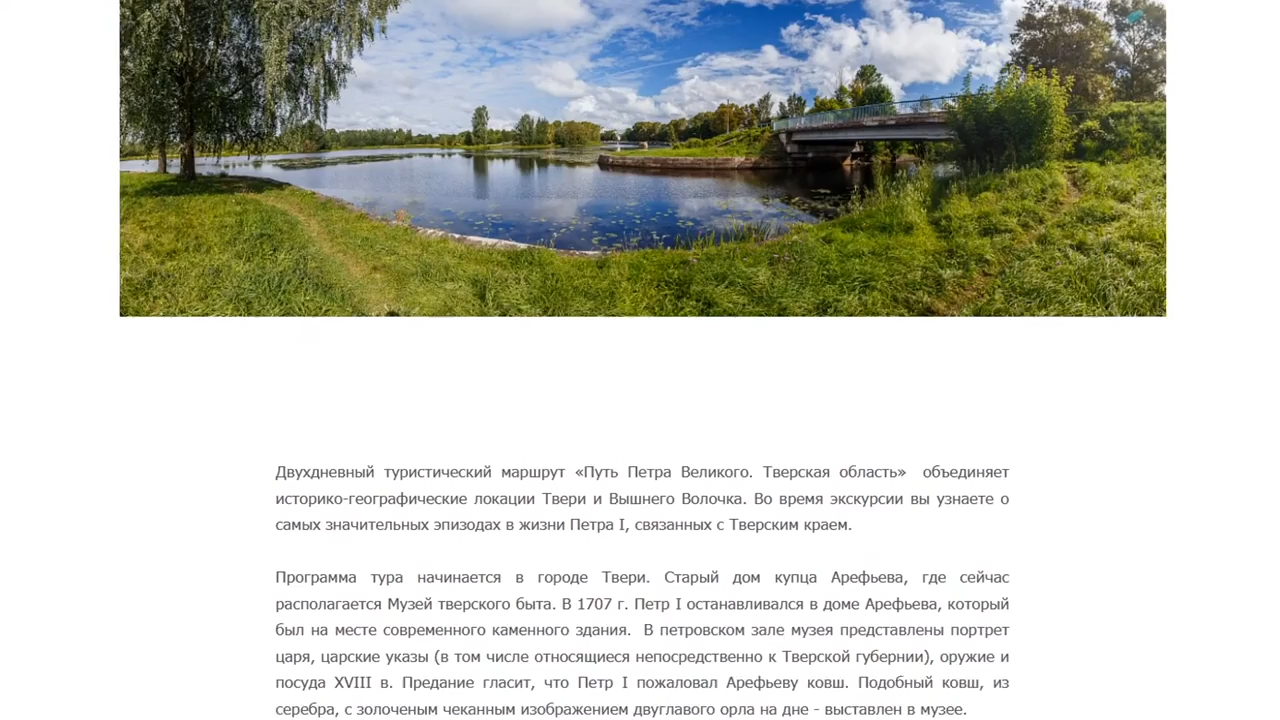 Двухдневный туристический маршрут «Путь Петра Великого. Тверская область» объединяет
историко-географические локации Твери и Вышнего Волочка. Во время экскурсии вы узнаете о
самых значительных эпизодах в жизни Петра I, связанных с Тверским краем.
Программа тура начинается в городе Твери. Старый дом купца Арефьева, где сейчас
располагается Музей тверского быта. В 1707 г. Петр I останавливался в доме Арефьева, который
был на месте современного каменного здания. В петровском зале музея представлены портрет
царя, царские указы (в том числе относящиеся непосредственно к Тверской губернии), оружие и
посуда XVIII в. Предание гласит, что Петр I пожаловал Арефьеву ковш. Подобный ковш, из
серебра, с золоченым чеканным изображением двуглавого орла на дне - выставлен в музее.